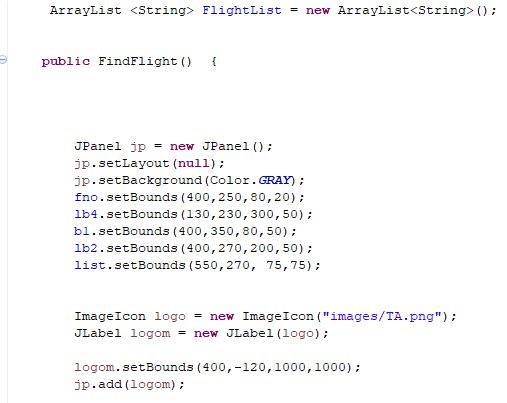 ArrayList <String> FlightList = new ArrayList<String>();
public FindFlight()  {
JPanel jp = new JPanel();
jp.setLayout(null);
jp.setBackground(Color.GRAY);
fno.setBounds(400,250,80,20);
lb4.setBounds(130,230,300,50);
b1.setBounds(400,350,80,50);
lb2.setBounds(400,270,200,50);
list.setBounds(550,270, 75,75);
ImageIcon logo = new ImageIcon("images/TA.png");
JLabel logom = new JLabel(logo);
logom.setBounds(400,-120,1000,1000);
jp.add(logom);